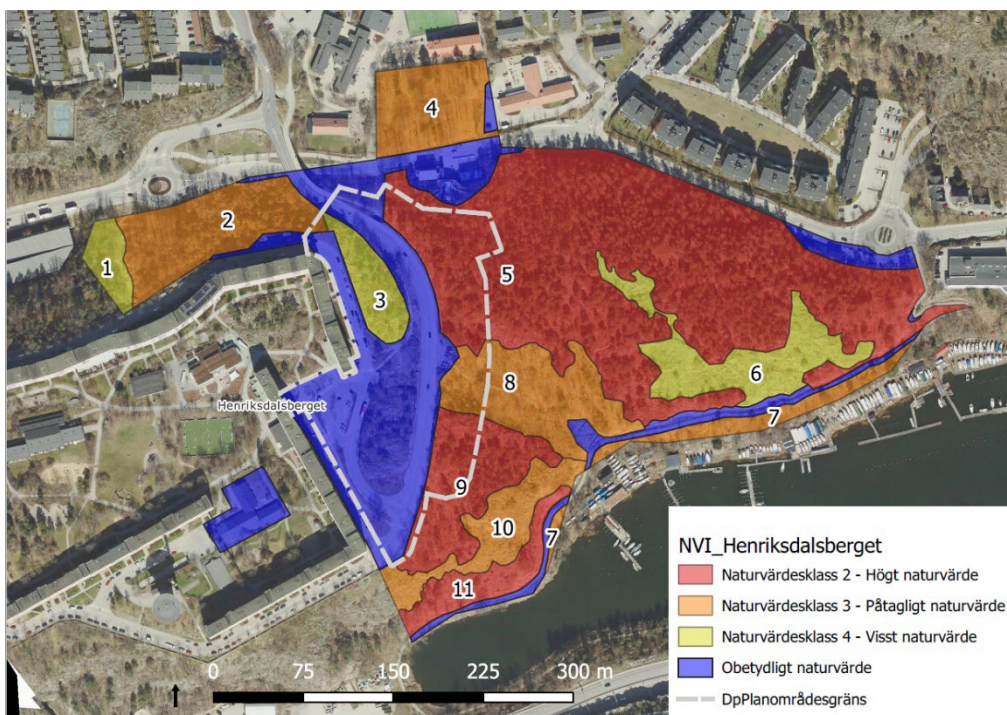 4
2
1
5
3
6
8
7
Henriksdalsberget
9
10
7
11
NVI_Henriksdalsberget
Naturvärdesklass 2 - Högt naturvärde
Naturvärdesklass 3 - Påtagligt naturvärde
Naturvärdesklass 4 - Visst naturvärde
Obetydligt naturvärde
DpPlanområdesgräns
0 75 150 225 300 m